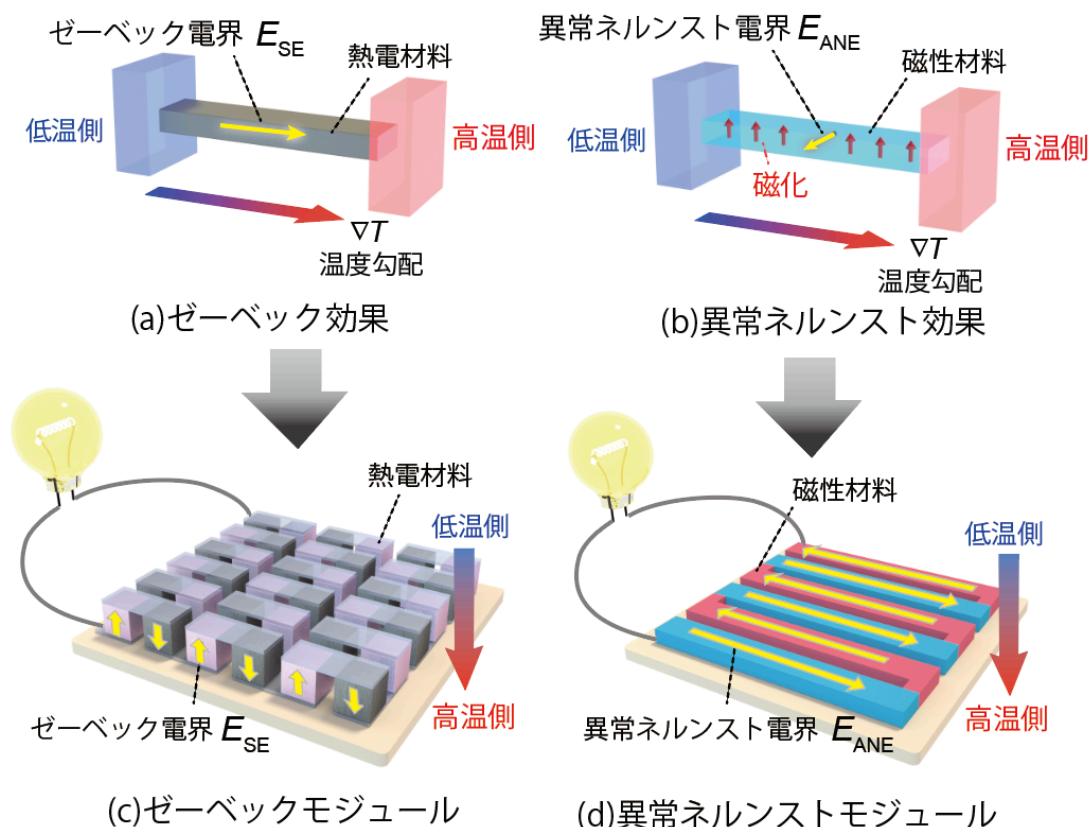 ゼーベック電界 ESE
熱電材料
低温側
高温側
∇T
温度勾配
(a)ゼーベック効果
異常ネルンスト電界 EANE
磁性材料
低温側
磁化
高温側
∇T
温度勾配
(b)異常ネルンスト効果
熱電材料
低温側
高温側
ゼーベック電界 ESE
(c)ゼーベックモジュール
磁性材料
低温側
高温側
異常ネルンスト電界 EANE
(d)異常ネルンストモジュール